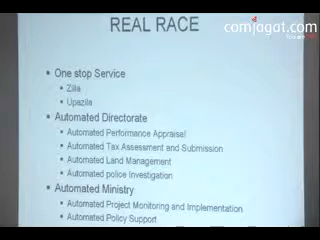 comjagat.com
REAL RACE
One stop Service
Zilla
Upazila
Automated Directorate
Automated Performance Appraisal
Automated Tax Assessment and Submission
Automated Land Management
Automated police Investigation
Automated Ministry
Automated Project Monitoring and Implementation
Automated Policy Support